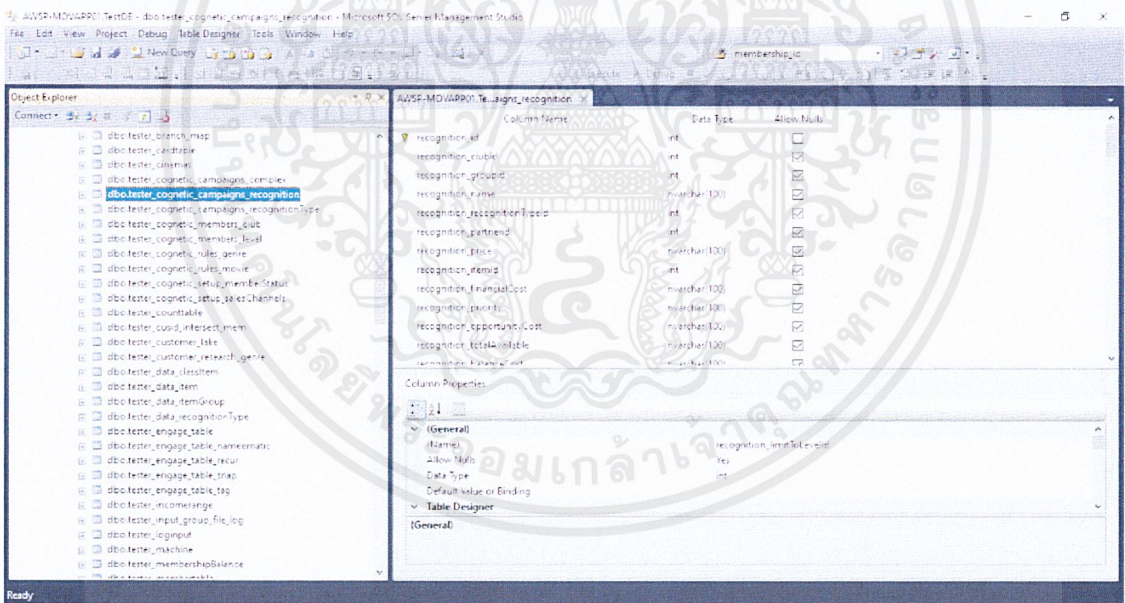 AWSP-MOVAPP01.TestDE - dbo.tester_cognetic_campaigns_recognition - Microsoft SQL Server Management Studio
File Edit View Project Debug Table Designer Tools Window Help
New Query
membership_id
Object Explorer
Connect
dbo.tester_branch_map
dbo.tester_cardtable
dbo.tester_cinemas
dbo.tester_cognetic_campaigns_complex
dbo.tester_cognetic_campaigns_recognition
dbo.tester_cognetic_campaigns_recognitionType
dbo.tester_cognetic_members_club
dbo.tester_cognetic_members_level
dbo.tester_cognetic_rules_genre
dbo.tester_cognetic_rules_movie
dbo.tester_cognetic_setup_memberStatus
dbo.tester_cognetic_setup_salesChannels
dbo.tester_counttable
dbo.tester_cusid_intersect_mem
dbo.tester_customer_lake
dbo.tester_customer_research_genre
dbo.tester_data_classItem
dbo.tester_data_item
dbo.tester_data_itemGroup
dbo.tester_data_recognitionType
dbo.tester_engage_table
dbo.tester_engage_table_nameematic
dbo.tester_engage_table_recur
dbo.tester_engage_table_snap
dbo.tester_engage_table_tag
dbo.tester_incomerange
dbo.tester_input_group_file_log
dbo.tester_loginput
dbo.tester_machine
dbo.tester_membershipBalance
AWSP-MOVAPP01.Te...aigns_recognition
Column Name Data Type Allow Nulls
recognition_id int
recognition_clubid int
recognition_groupid int
recognition_name nvarchar(100)
recognition_recognitionTypeid int
recognition_partnerid int
recognition_price nvarchar(100)
recognition_itemid int
recognition_financialCost nvarchar(100)
recognition_priority nvarchar(100)
recognition_opportunityCost nvarchar(100)
recognition_totalAvailable nvarchar(100)
recognition_balanceCost nvarchar(100)
Column Properties
(General)
(Name) recognition_limitToLevelid
Allow Nulls Yes
Data Type int
Default Value or Binding
Table Designer
(General)
Ready